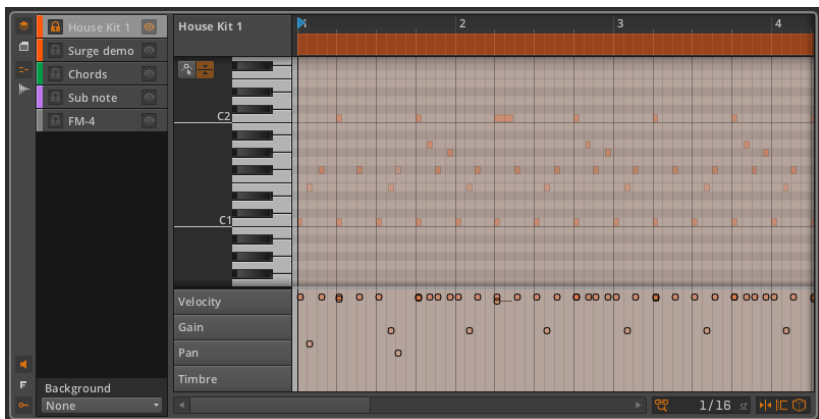 House Kit 1
Surge demo
Chords
Sub note
FM-4
House Kit 1
2
3
4
C2
C1
Velocity
Gain
Pan
Timbre
F
Background
None
1/16